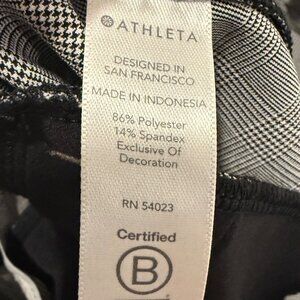 ATHLETA
DESIGNED IN
SAN FRANCISCO
MADE IN INDONESIA
86% Polyester
14% Spandex
Exclusive Of
Decoration
RN 54023
Certified
B